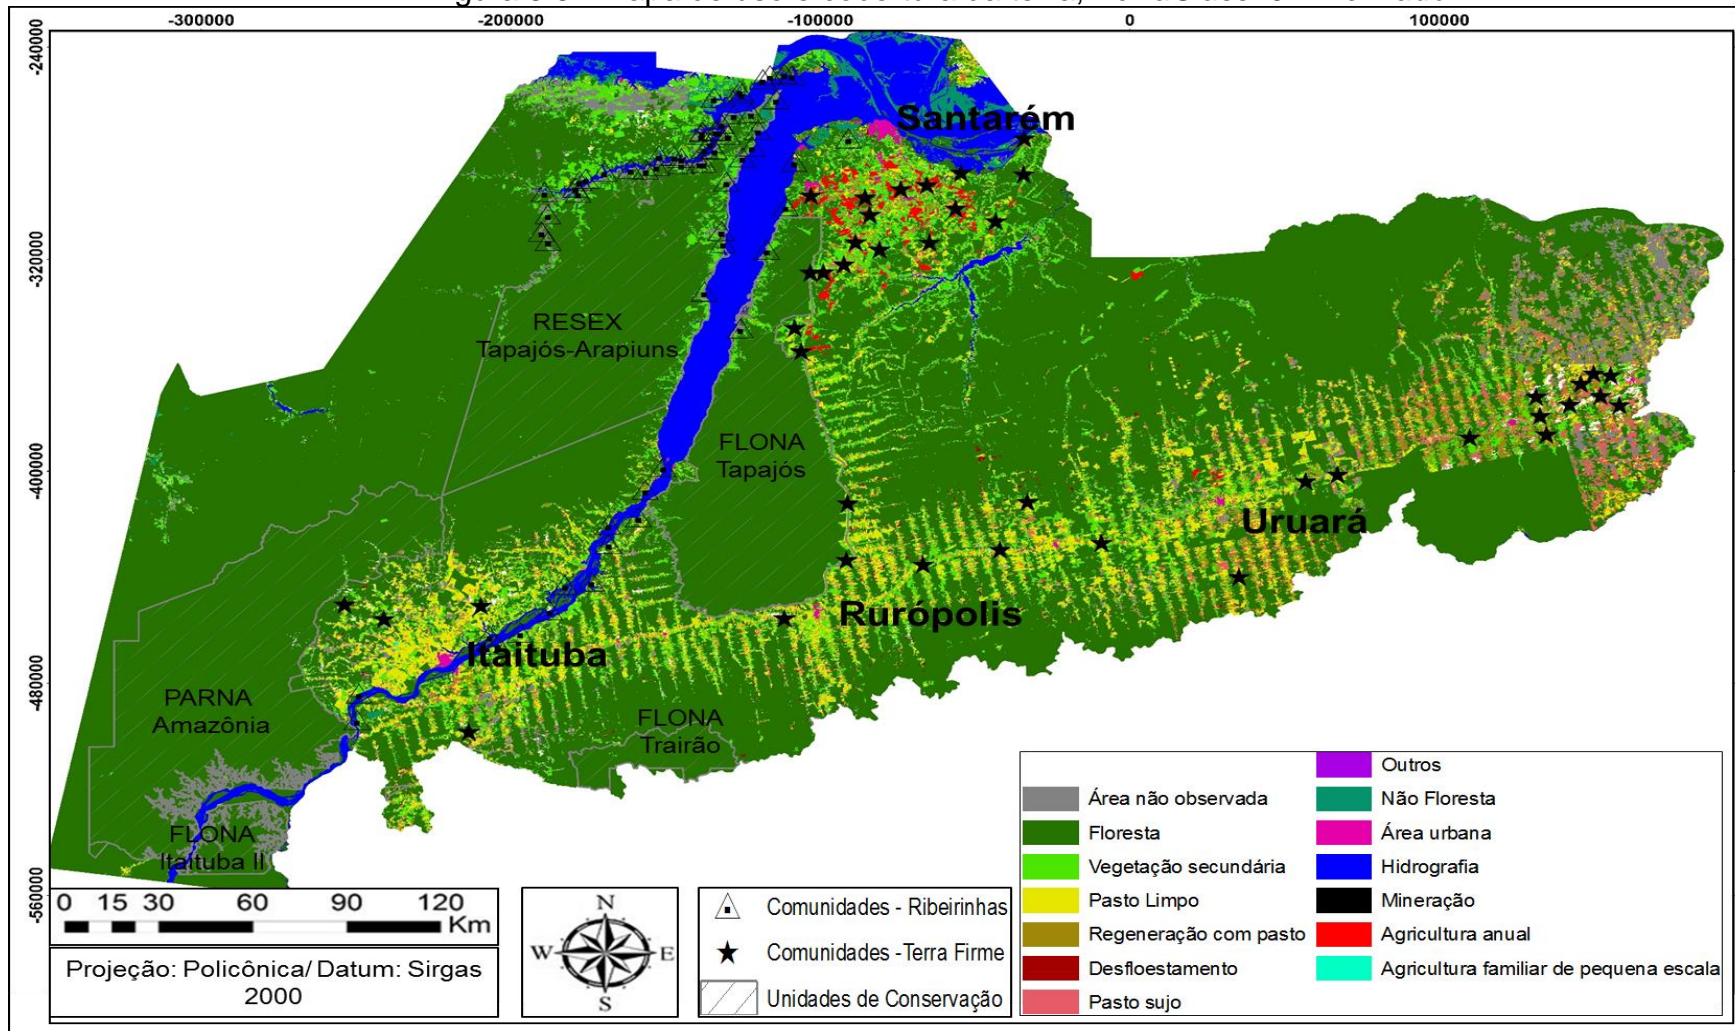 -300000
-200000
-100000
0
100000
-240000
-320000
-400000
-480000
-560000
Santarém
RESEX
Tapajós-Arapiuns
FLONA
Tapajós
Uruará
Rurópolis
Itaituba
PARNA
Amazônia
FLONA
Trairão
FLONA
Itaituba II
0 15 30 60 90 120
Km
Projeção: Policônica/ Datum: Sirgas
2000
N
W E
S
Comunidades - Ribeirinhas
Comunidades -Terra Firme
Unidades de Conservação
Área não observada
Floresta
Vegetação secundária
Pasto Limpo
Regeneração com pasto
Desfloestamento
Pasto sujo
Outros
Não Floresta
Área urbana
Hidrografia
Mineração
Agricultura anual
Agricultura familiar de pequena escala